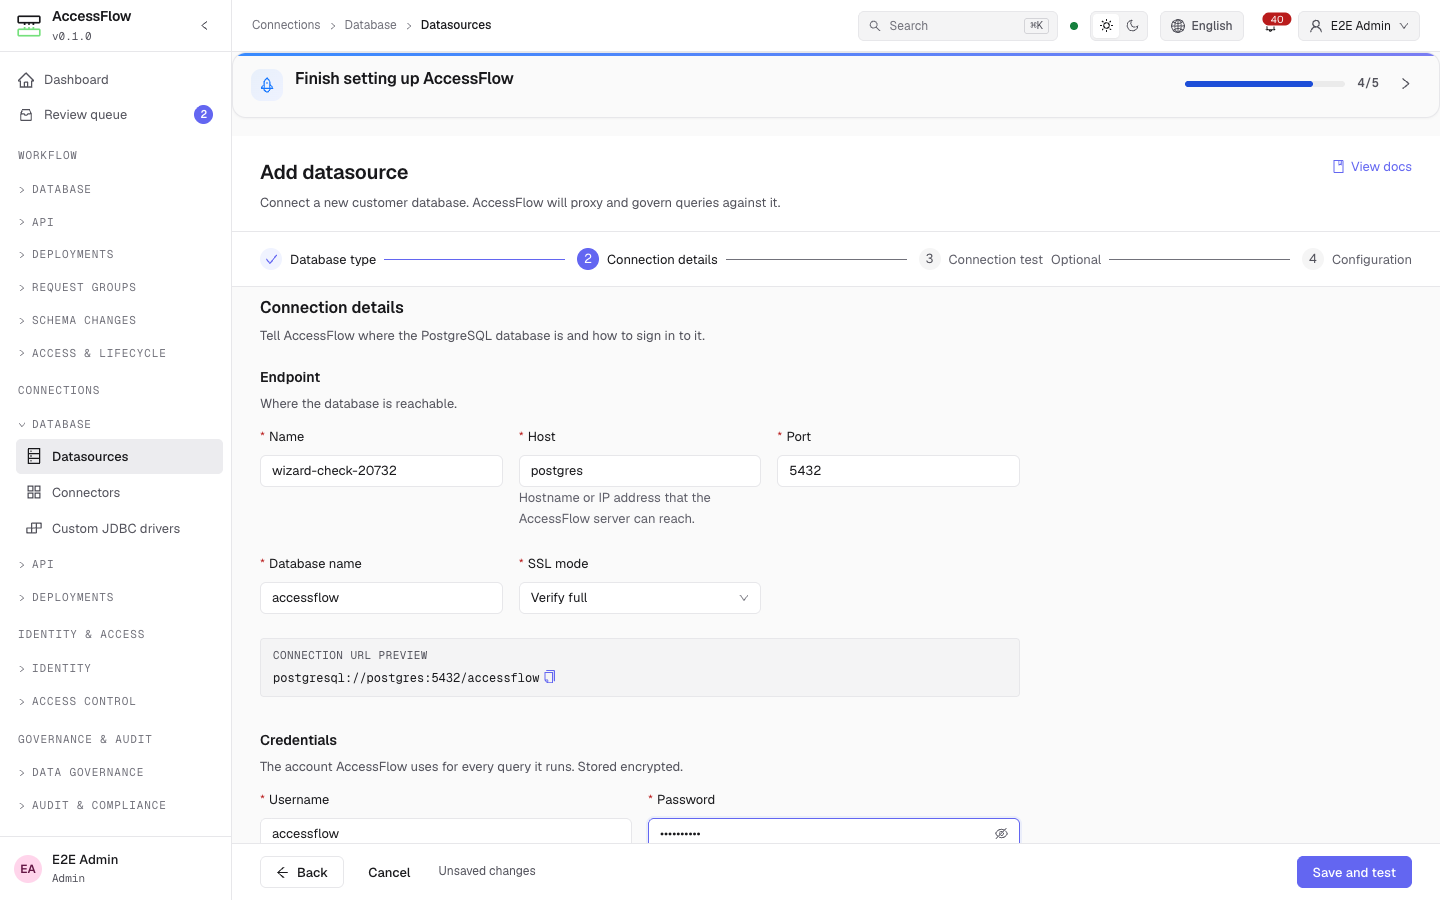 AccessFlow
v0.1.0
Connections > Database > Datasources
Search
⌘K
English
40
E2E Admin
Dashboard
Review queue
2
WORKFLOW
DATABASE
API
DEPLOYMENTS
REQUEST GROUPS
SCHEMA CHANGES
ACCESS & LIFECYCLE
CONNECTIONS
DATABASE
Datasources
Connectors
Custom JDBC drivers
API
DEPLOYMENTS
IDENTITY & ACCESS
IDENTITY
ACCESS CONTROL
GOVERNANCE & AUDIT
DATA GOVERNANCE
AUDIT & COMPLIANCE
EA
E2E Admin
Admin
Finish setting up AccessFlow
4/5
Add datasource
View docs
Connect a new customer database. AccessFlow will proxy and govern queries against it.
Database type
2 Connection details
3 Connection test Optional
4 Configuration
Connection details
Tell AccessFlow where the PostgreSQL database is and how to sign in to it.
Endpoint
Where the database is reachable.
* Name
* Host
* Port
wizard-check-20732
postgres
5432
Hostname or IP address that the
AccessFlow server can reach.
* Database name
* SSL mode
accessflow
Verify full
CONNECTION URL PREVIEW
postgresql://postgres:5432/accessflow
Credentials
The account AccessFlow uses for every query it runs. Stored encrypted.
* Username
* Password
accessflow
••••••••••
Back
Cancel
Unsaved changes
Save and test